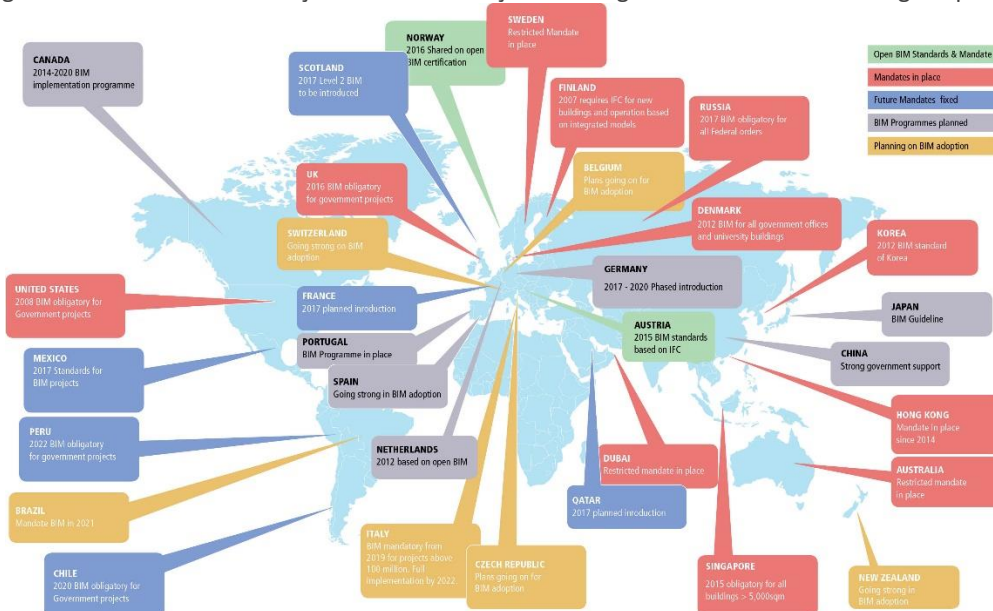 SWEDEN
Restricted Mandate
in place
NORWAY
2016 Shared on open
BIM certification
CANADA
2014-2020 BIM
implementation programme
SCOTLAND
2017 Level 2 BIM
to be introduced
FINLAND
2007 requires IFC for new
buildings and operation based
on integrated models
RUSSIA
2017 BIM obligatory for
all Federal orders
Open BIM Standards & Mandate
Mandates in place
Future Mandates fixed
BIM Programmes planned
Planning on BIM adoption
UK
2016 BIM obligatory
for government projects
BELGIUM
Plans going on for
BIM adoption
SWITZERLAND
Going strong on BIM
adoption
DENMARK
2012 BIM for all government offices
and university buildings
KOREA
2012 BIM standard
of Korea
GERMANY
2017 - 2020 Phased introduction
UNITED STATES
2008 BIM obligatory for
Government projects
FRANCE
2017 planned inroduction
JAPAN
BIM Guideline
AUSTRIA
2015 BIM standards
based on IFC
PORTUGAL
BIM Programme in place
CHINA
Strong government support
MEXICO
2017 Standards for
BIM projects
SPAIN
Going strong in BIM adoption
HONG KONG
Mandate in place
since 2014
PERU
2022 BIM obligatory
for government projects
NETHERLANDS
2012 based on open BIM
DUBAI
Restricted mandate in place
AUSTRALIA
Restricted mandate
in place
QATAR
2017 planned inroduction
BRAZIL
Mandate BIM in 2021
ITALY
BIM mandatory from
2019 for projects above
100 million. Full
Implementation by 2022.
CZECH REPUBLIC
Plans going on for
BIM adoption
CHILE
2020 BIM obligatory for
Government projects
SINGAPORE
2015 obligatory for all
buildings > 5,000sqm
NEW ZEALAND
Going strong in
BIM adoption